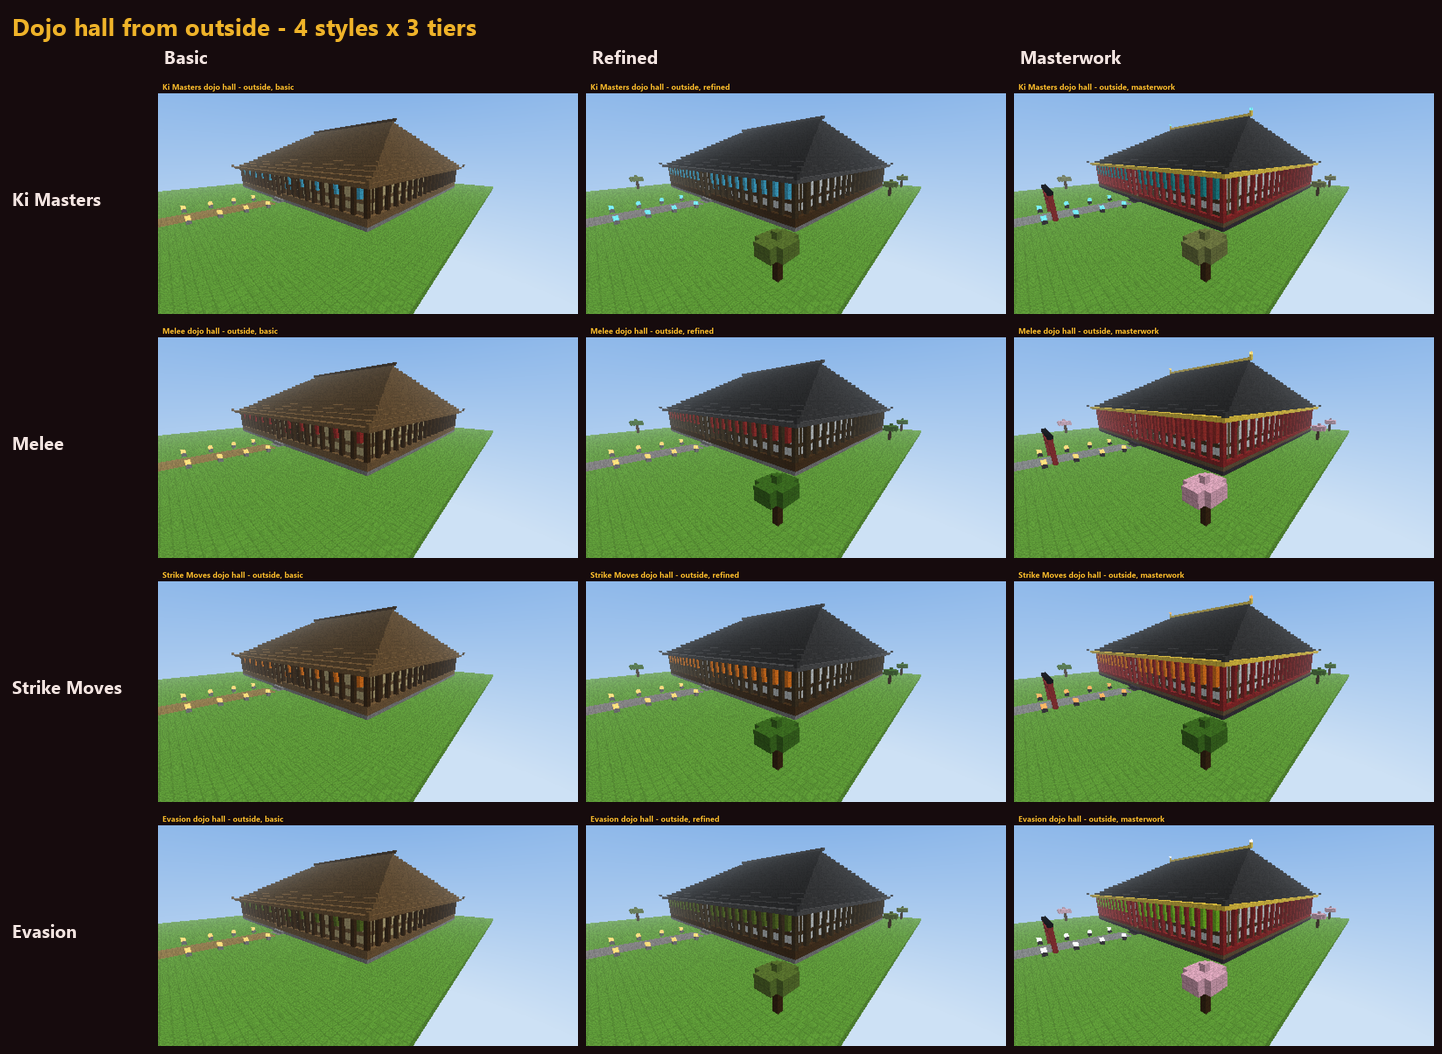 Dojo hall from outside - 4 styles x 3 tiers
Basic
Refined
Masterwork
Ki Masters
Ki Masters dojo hall - outside, basic
Ki Masters dojo hall - outside, refined
Ki Masters dojo hall - outside, masterwork
Melee
Melee dojo hall - outside, basic
Melee dojo hall - outside, refined
Melee dojo hall - outside, masterwork
Strike Moves
Strike Moves dojo hall - outside, basic
Strike Moves dojo hall - outside, refined
Strike Moves dojo hall - outside, masterwork
Evasion
Evasion dojo hall - outside, basic
Evasion dojo hall - outside, refined
Evasion dojo hall - outside, masterwork